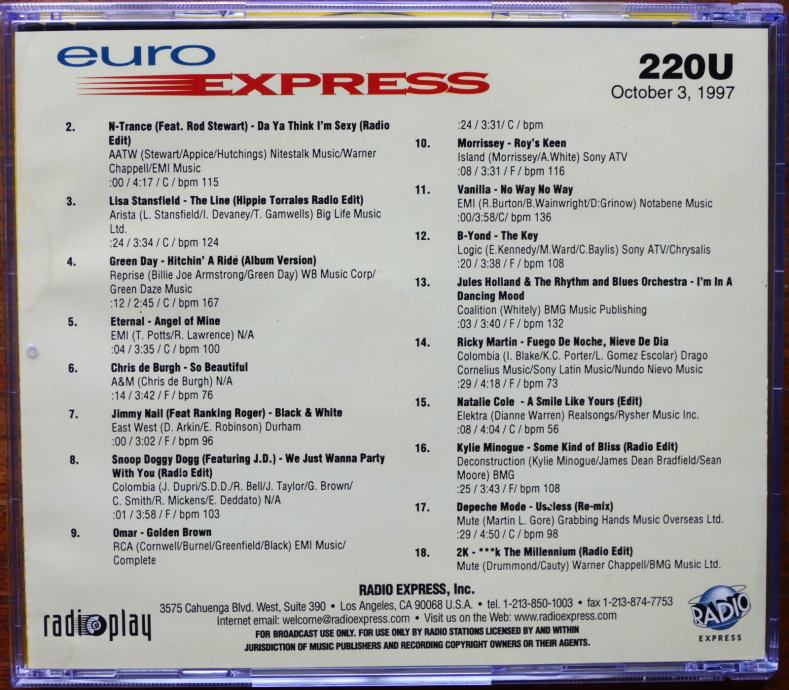 euro
EXPRESS
220U
October 3, 1997
2. N-Trance (Feat. Rod Stewart) - Da Ya Think I'm Sexy (Radio
Edit)
AATW (Stewart/Appice/Hutchings) Nitestalk Music/Warner
Chappell/EMI Music
:00 / 4:17 / C / bpm 115
3. Lisa Stansfield - The Line (Hippie Torrales Radio Edit)
Arista (L. Stansfield/I. Devaney/T. Gamwells) Big Life Music
Ltd.
:24 / 3:34 / C / bpm 124
4. Green Day - Hitchin' A Ride (Album Version)
Reprise (Billie Joe Armstrong/Green Day) WB Music Corp/
Green Daze Music
:12 / 2:45 / C / bpm 167
5. Eternal - Angel of Mine
EMI (T. Potts/R. Lawrence) N/A
:04 / 3:35 / C / bpm 100
6. Chris de Burgh - So Beautiful
A&M (Chris de Burgh) N/A
:14 / 3:42 / F / bpm 76
7. Jimmy Nail (Feat Ranking Roger) - Black & White
East West (D. Arkin/E. Robinson) Durham
:00 / 3:02 / F / bpm 96
8. Snoop Doggy Dogg (Featuring J.D.) - We Just Wanna Party
With You (Radio Edit)
Colombia (J. Dupri/S.D.D./R. Bell/J. Taylor/G. Brown/
C. Smith/R. Mickens/E. Deddato) N/A
:01 / 3:58 / F / bpm 103
9. Omar - Golden Brown
RCA (Cornwell/Burnel/Greenfield/Black) EMI Music/
Complete
:24 / 3:31/ C / bpm
10. Morrissey - Roy's Keen
Island (Morrissey/A.White) Sony ATV
:08 / 3:31 / F / bpm 116
11. Vanilla - No Way No Way
EMI (R.Burton/B.Wainwright/D:Grinow) Notabene Music
:00/3:58/C/ bpm 136
12. B-Yond - The Key
Logic (E.Kennedy/M.Ward/C.Baylis) Sony ATV/Chrysalis
:20 / 3:38 / F / bpm 108
13. Jules Holland & The Rhythm and Blues Orchestra - I'm In A
Dancing Mood
Coalition (Whitely) BMG Music Publishing
:03 / 3:40 / F / bpm 132
14. Ricky Martin - Fuego De Noche, Nieve De Dia
Colombia (I. Blake/K.C. Porter/L. Gomez Escolar) Drago
Cornelius Music/Sony Latin Music/Nundo Nievo Music
:29 / 4:18 / F / bpm 73
15. Natalie Cole - A Smile Like Yours (Edit)
Elektra (Dianne Warren) Realsongs/Rysher Music Inc.
:08 / 4:04 / C / bpm 56
16. Kylie Minogue - Some Kind of Bliss (Radio Edit)
Deconstruction (Kylie Minogue/James Dean Bradfield/Sean
Moore) BMG
:25 / 3:43 / F/ bpm 108
17. Depeche Mode - Useless (Re-mix)
Mute (Martin L. Gore) Grabbing Hands Music Overseas Ltd.
:29 / 4:50 / C / bpm 98
18. 2K - ***k The Millennium (Radio Edit)
Mute (Drummond/Cauty) Warner Chappell/BMG Music Ltd.
radioplay
RADIO EXPRESS, Inc.
3575 Cahuenga Blvd. West, Suite 390 • Los Angeles, CA 90068 U.S.A. • tel. 1-213-850-1003 • fax 1-213-874-7753
Internet email: welcome@radioexpress.com • Visit us on the Web: www.radioexpress.com
FOR BROADCAST USE ONLY. FOR USE ONLY BY RADIO STATIONS LICENSED BY AND WITHIN
JURISDICTION OF MUSIC PUBLISHERS AND RECORDING COPYRIGHT OWNERS OR THEIR AGENTS.
RADIO
EXPRESS